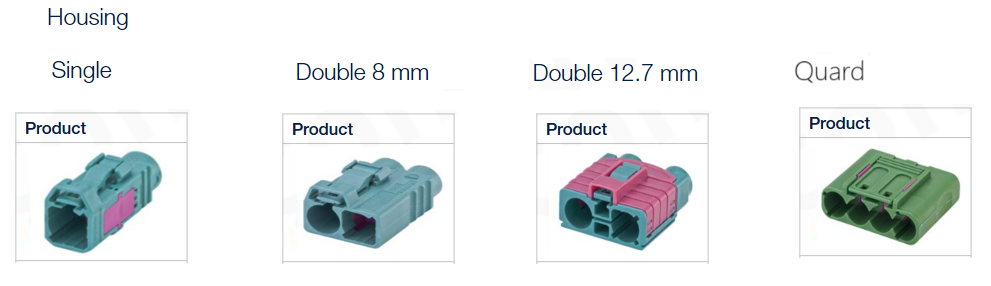 Housing
Single
Double 8 mm
Double 12.7 mm
Quard
Product
Product
Product
Product